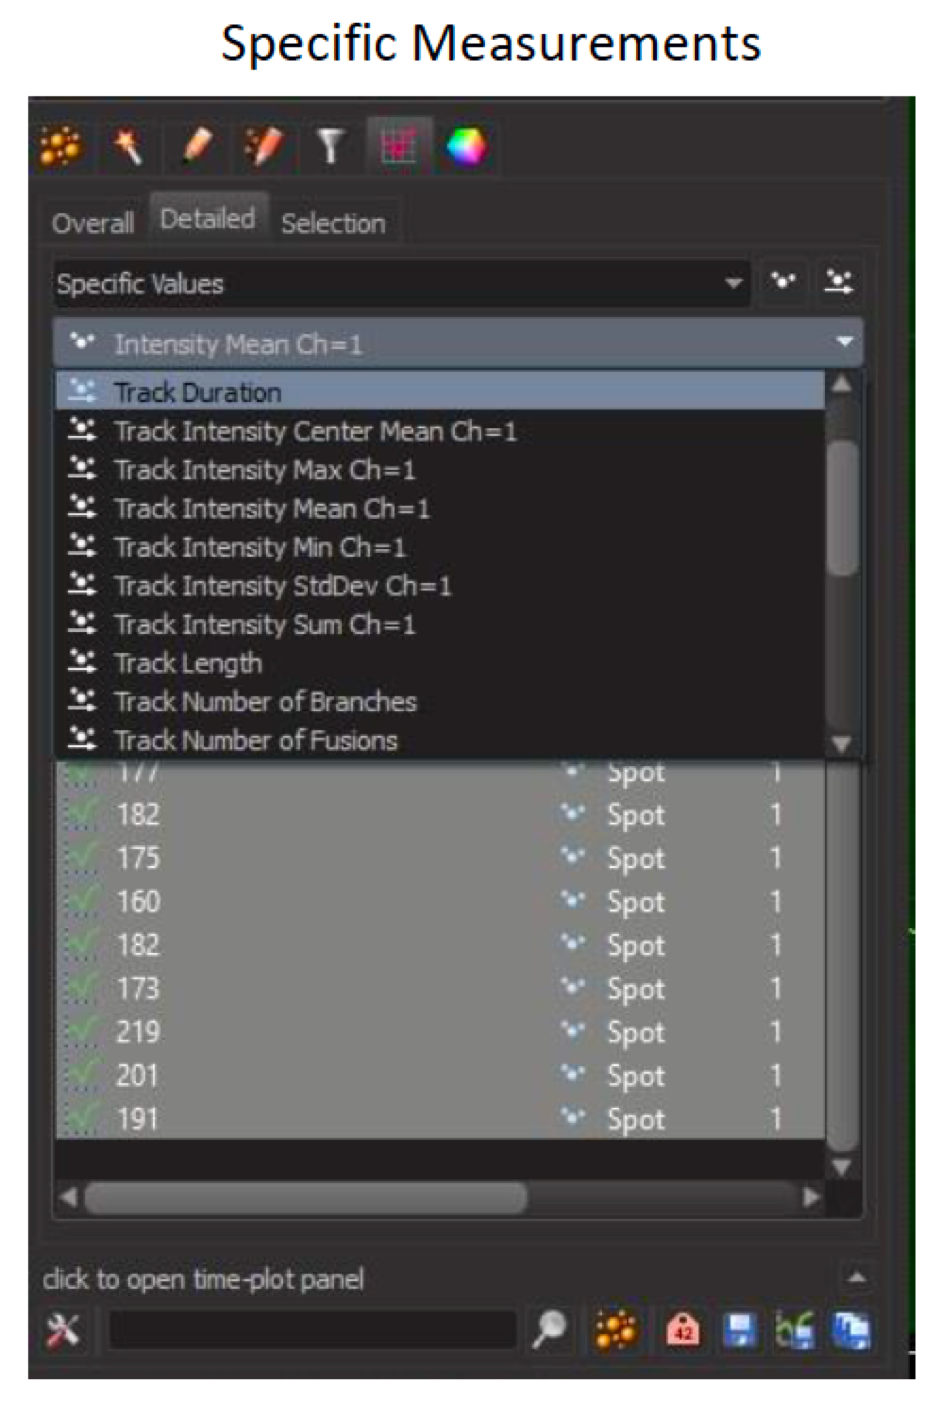 Specific Measurements
Overall Detailed Selection
Specific Values
Intensity Mean Ch=1
Track Duration
Track Intensity Center Mean Ch=1
Track Intensity Max Ch=1
Track Intensity Mean Ch=1
Track Intensity Min Ch=1
Track Intensity StdDev Ch=1
Track Intensity Sum Ch=1
Track Length
Track Number of Branches
Track Number of Fusions
177 Spot 1
182 Spot 1
175 Spot 1
160 Spot 1
182 Spot 1
173 Spot 1
219 Spot 1
201 Spot 1
191 Spot 1
click to open time-plot panel
42